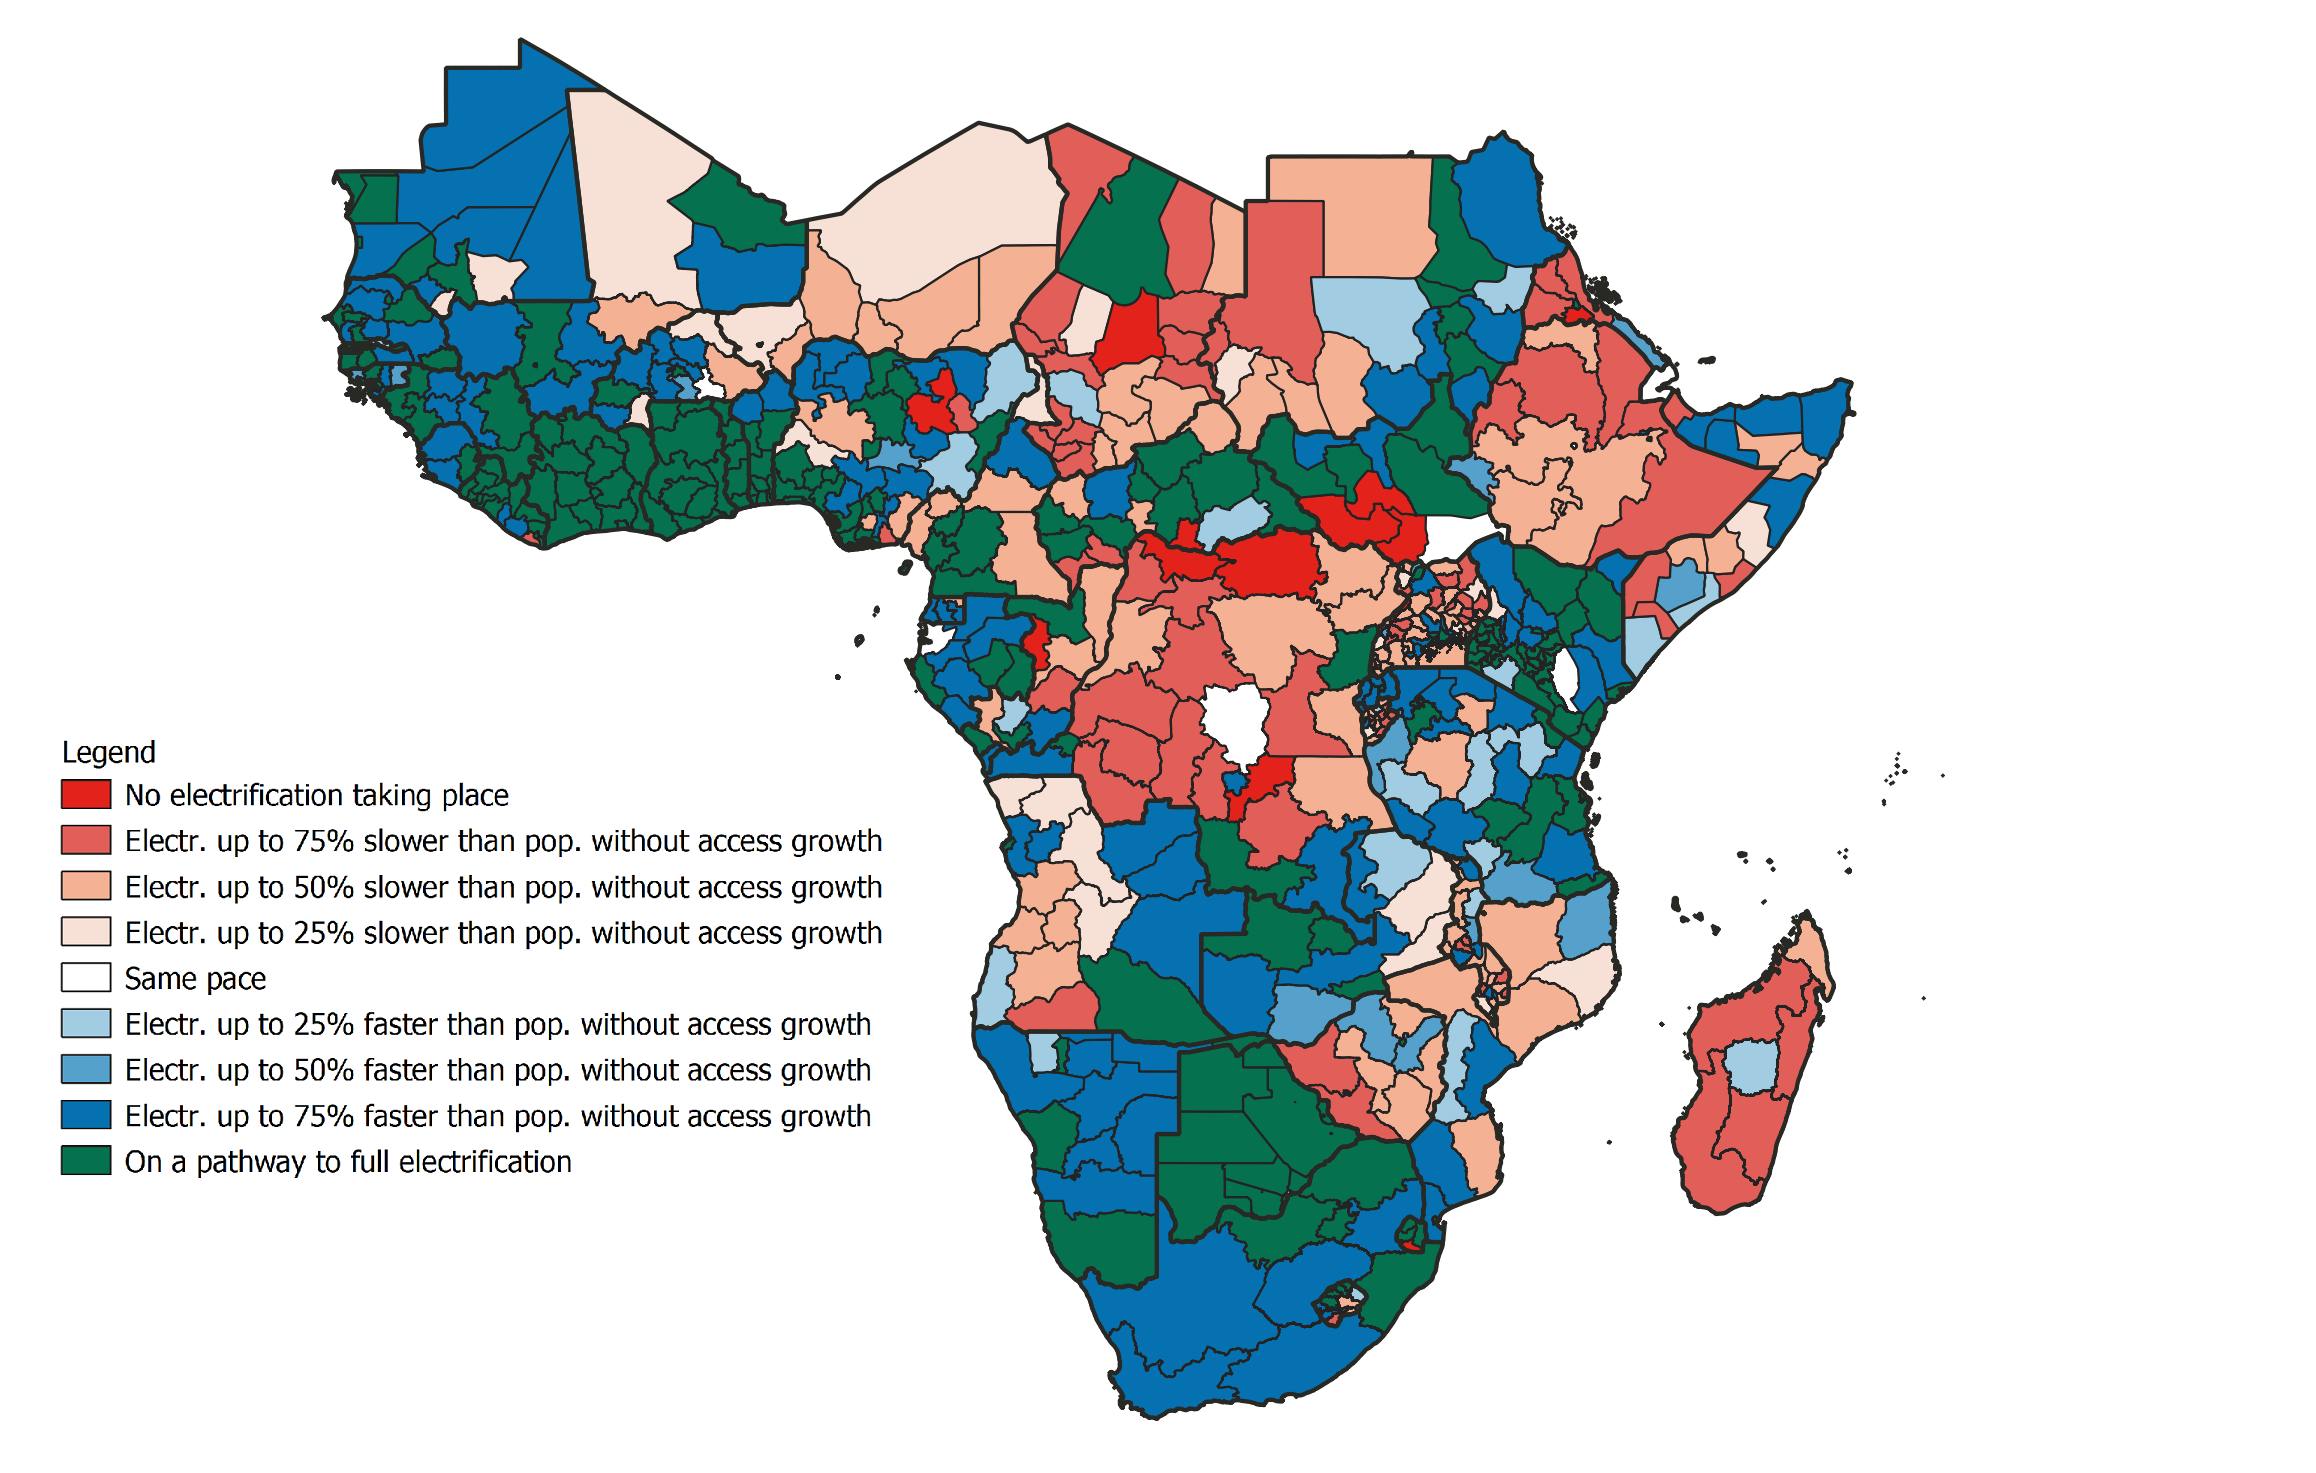 Legend
No electrification taking place
Electr. up to 75% slower than pop. without access growth
Electr. up to 50% slower than pop. without access growth
Electr. up to 25% slower than pop. without access growth
Same pace
Electr. up to 25% faster than pop. without access growth
Electr. up to 50% faster than pop. without access growth
Electr. up to 75% faster than pop. without access growth
On a pathway to full electrification